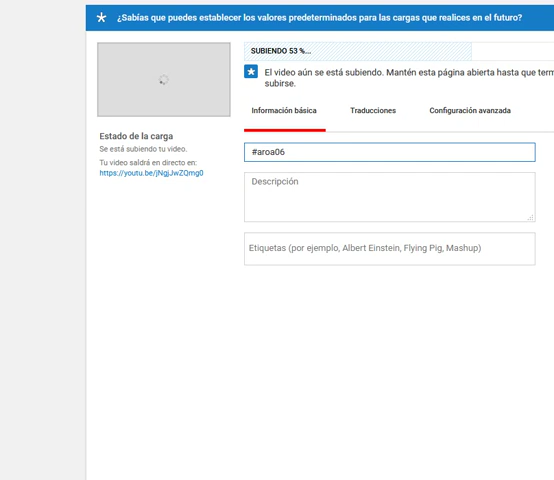 ¿Sabías que puedes establecer los valores predeterminados para las cargas que realices en el futuro?
SUBIENDO 53 %...
El video aún se está subiendo. Mantén esta página abierta hasta que
subirse.
Información básica
Traducciones
Configuración avanzada
Estado de la carga
Se está subiendo tu video.
Tu video saldrá en directo en:
https://youtu.be/jNgjJwZQmg0
#aroa06
Descripción
Etiquetas (por ejemplo, Albert Einstein, Flying Pig, Mashup)